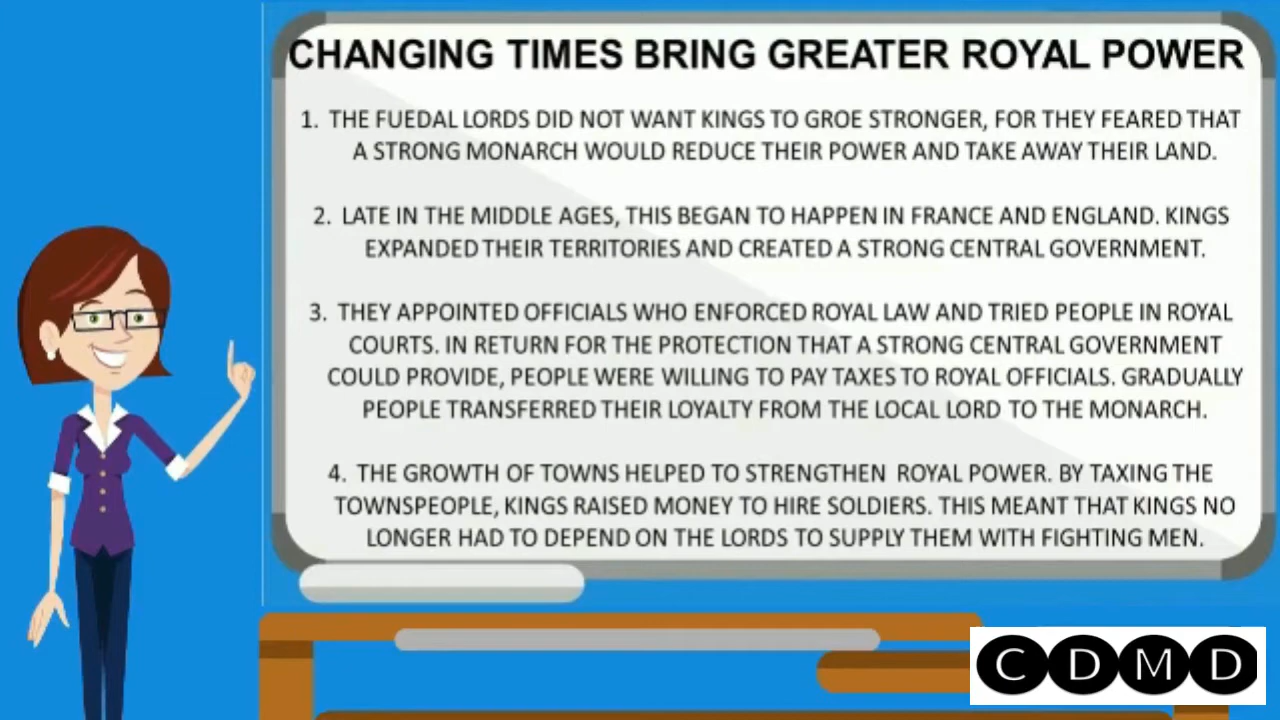 CHANGING TIMES BRING GREATER ROYAL POWER
1. THE FUEDAL LORDS DID NOT WANT KINGS TO GROE STRONGER, FOR THEY FEARED THAT
A STRONG MONARCH WOULD REDUCE THEIR POWER AND TAKE AWAY THEIR LAND.
2. LATE IN THE MIDDLE AGES, THIS BEGAN TO HAPPEN IN FRANCE AND ENGLAND. KINGS
EXPANDED THEIR TERRITORIES AND CREATED A STRONG CENTRAL GOVERNMENT.
3. THEY APPOINTED OFFICIALS WHO ENFORCED ROYAL LAW AND TRIED PEOPLE IN ROYAL
COURTS. IN RETURN FOR THE PROTECTION THAT A STRONG CENTRAL GOVERNMENT
COULD PROVIDE, PEOPLE WERE WILLING TO PAY TAXES TO ROYAL OFFICIALS. GRADUALLY
PEOPLE TRANSFERRED THEIR LOYALTY FROM THE LOCAL LORD TO THE MONARCH.
4. THE GROWTH OF TOWNS HELPED TO STRENGTHEN ROYAL POWER. BY TAXING THE
TOWNSPEOPLE, KINGS RAISED MONEY TO HIRE SOLDIERS. THIS MEANT THAT KINGS NO
LONGER HAD TO DEPEND ON THE LORDS TO SUPPLY THEM WITH FIGHTING MEN.
CDMD